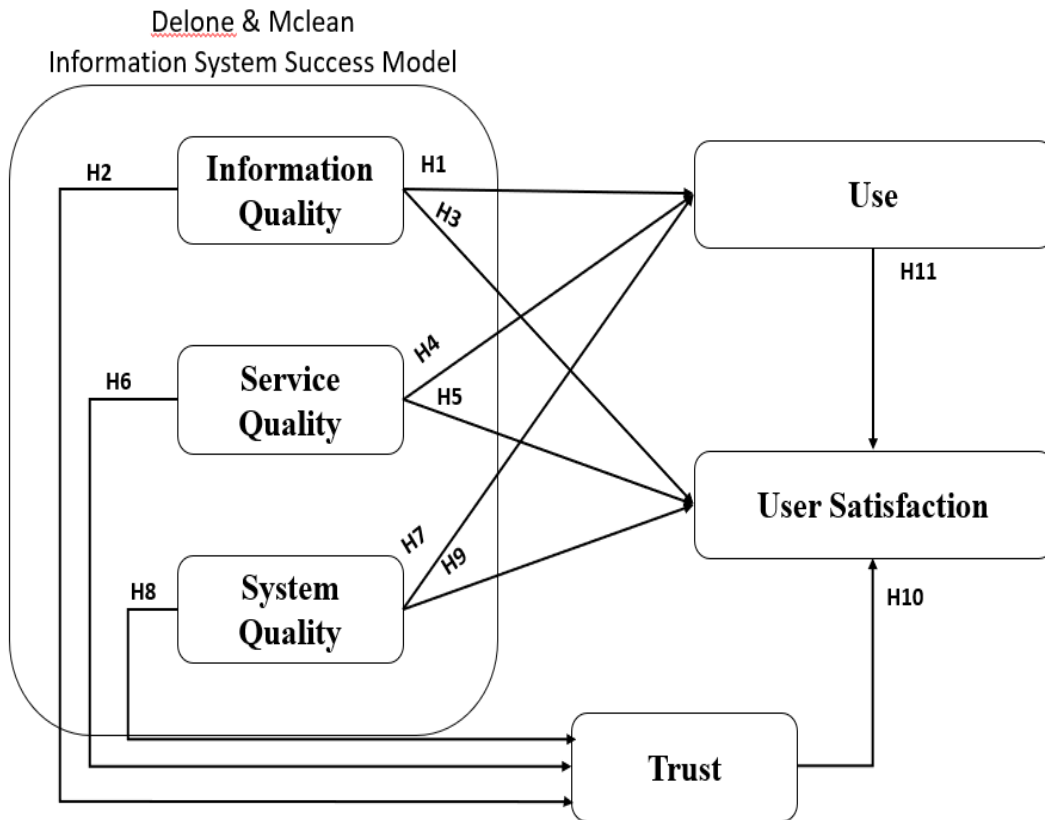 Delone & Mclean
Information System Success Model
H2
Information
Quality
H1
H3
Use
H11
H6
Service
Quality
H4
H5
User Satisfaction
H8
System
Quality
H7
H9
H10
Trust